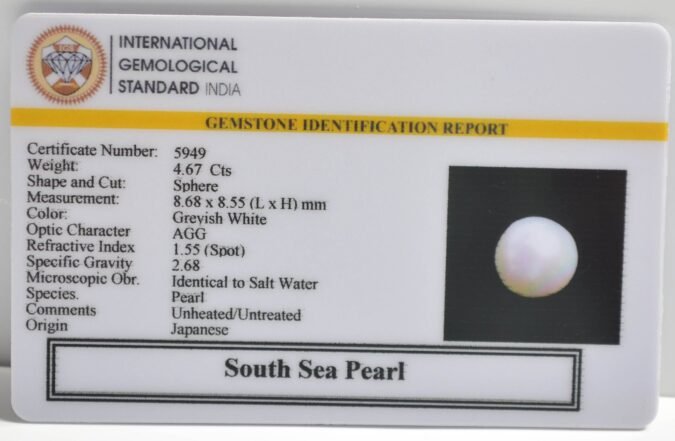 INTERNATIONAL
GEMOLOGICAL
STANDARD INDIA
GEMSTONE IDENTIFICATION REPORT
Certificate Number: 5949
Weight: 4.67 Cts
Shape and Cut: Sphere
Measurement: 8.68 x 8.55 (L x H) mm
Color: Greyish White
Optic Character AGG
Refractive Index 1.55 (Spot)
Specific Gravity 2.68
Microscopic Obr. Identical to Salt Water
Species. Pearl
Comments Unheated/Untreated
Origin Japanese
South Sea Pearl